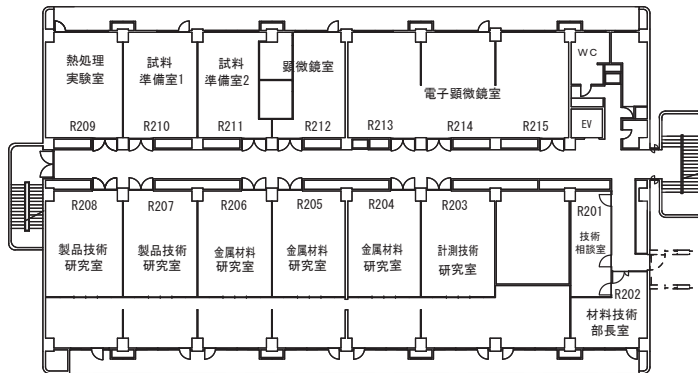 熱処理
実験室
R209
試料
準備室1
R210
試料
準備室2
R211
顕微鏡室
R212
電子顕微鏡室
R213
R214
R215
WC
EV
R208
製品技術
研究室
R207
製品技術
研究室
R206
金属材料
研究室
R205
金属材料
研究室
R204
金属材料
研究室
R203
計測技術
研究室
R201
技術
相談室
R202
材料技術
部長室